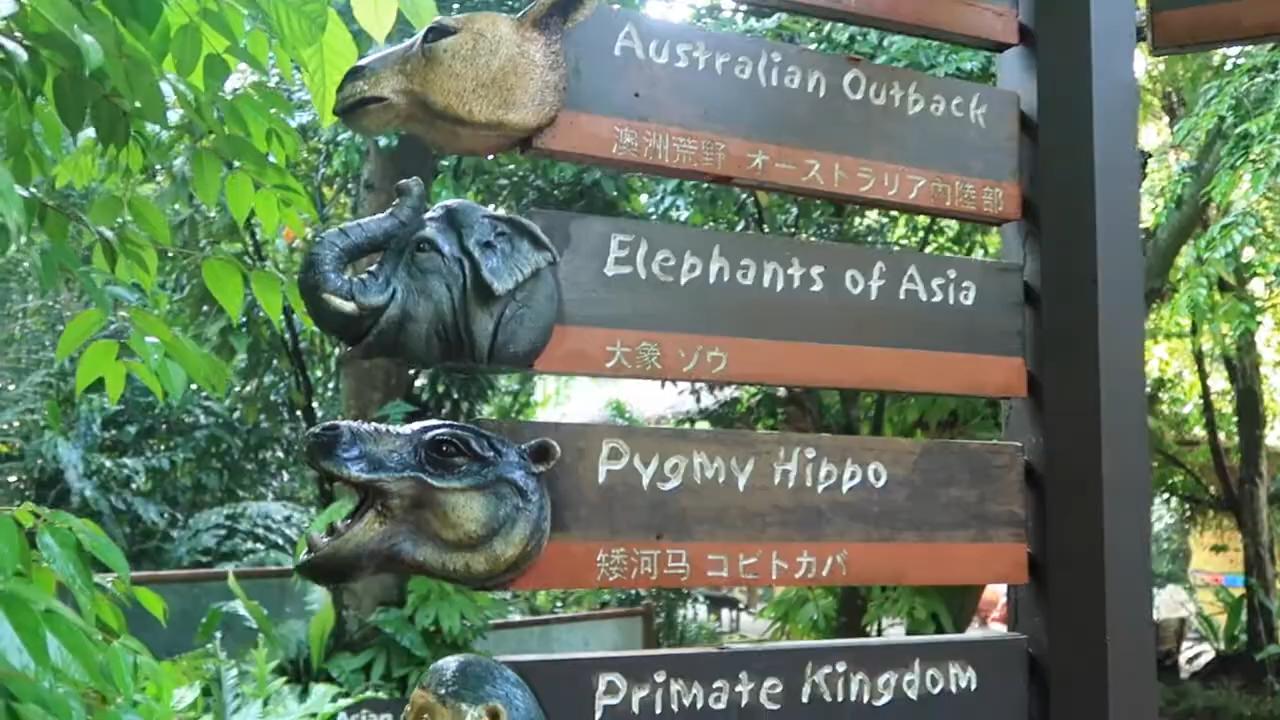 Australian Outback
澳洲荒野 オーストラリア内陸部
Elephants of Asia
大象 ゾウ
Pygmy Hippo
矮河马 コビトカバ
Primate Kingdom
Asian